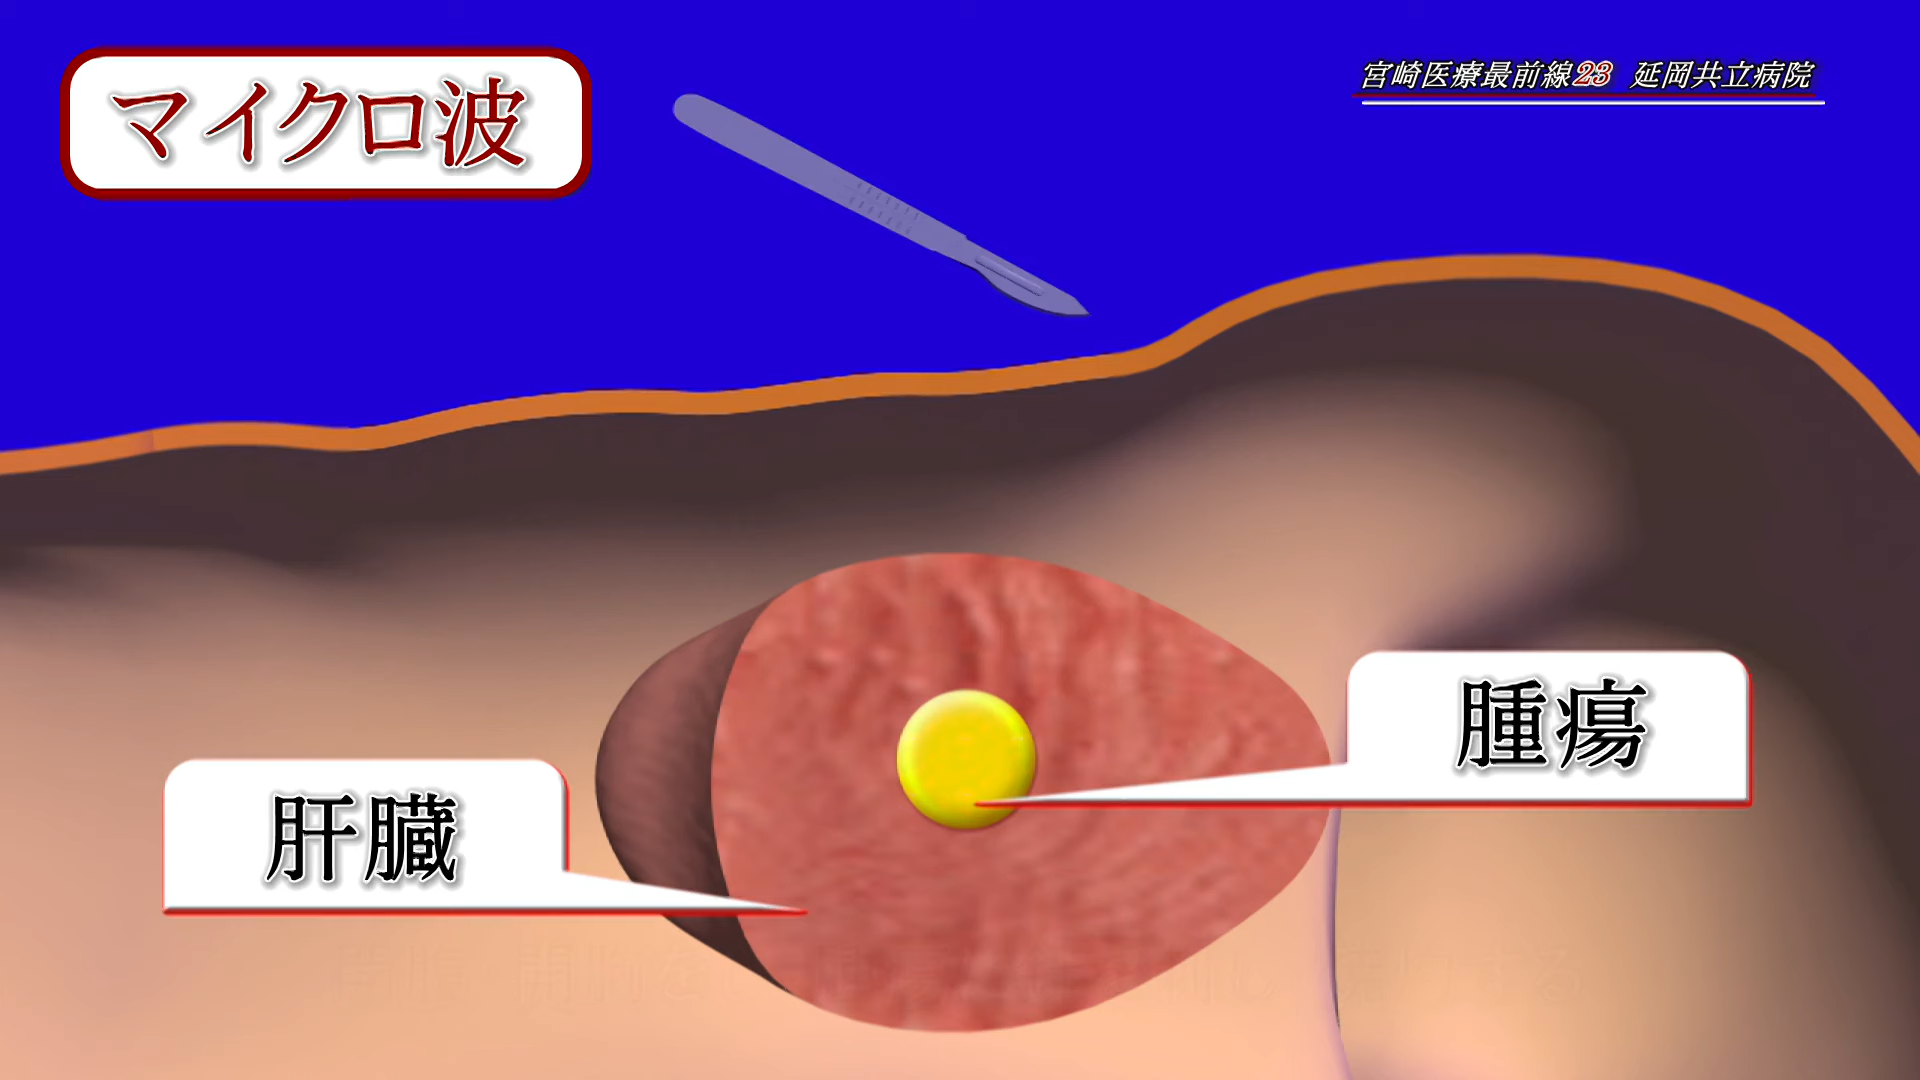 マイクロ波
宮崎医療最前線23 延岡共立病院
腫瘍
肝臓